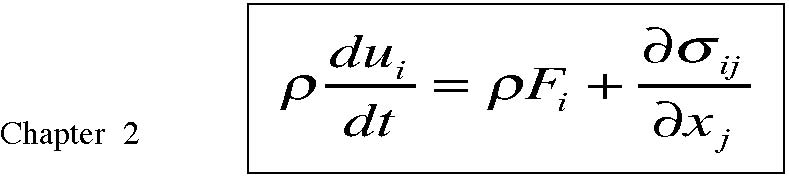 ρ du_i/dt = ρF_i + ∂σ_ij/∂x_j
Chapter 2